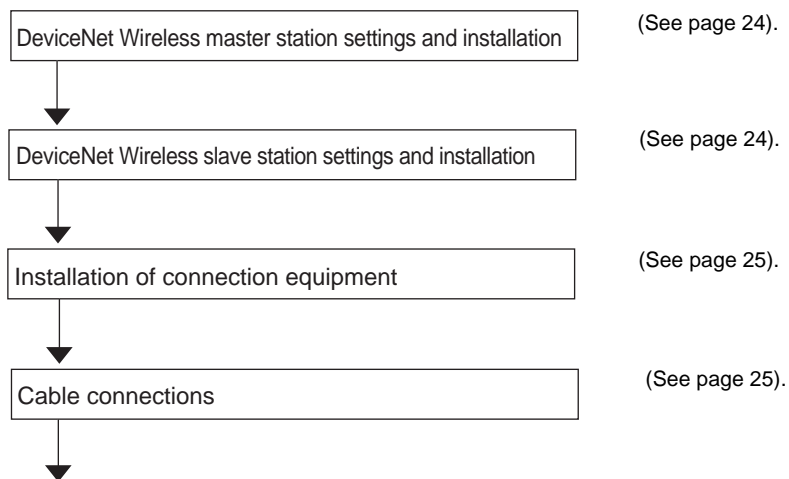 DeviceNet Wireless master station settings and installation (See page 24).
DeviceNet Wireless slave station settings and installation (See page 24).
Installation of connection equipment (See page 25).
Cable connections (See page 25).